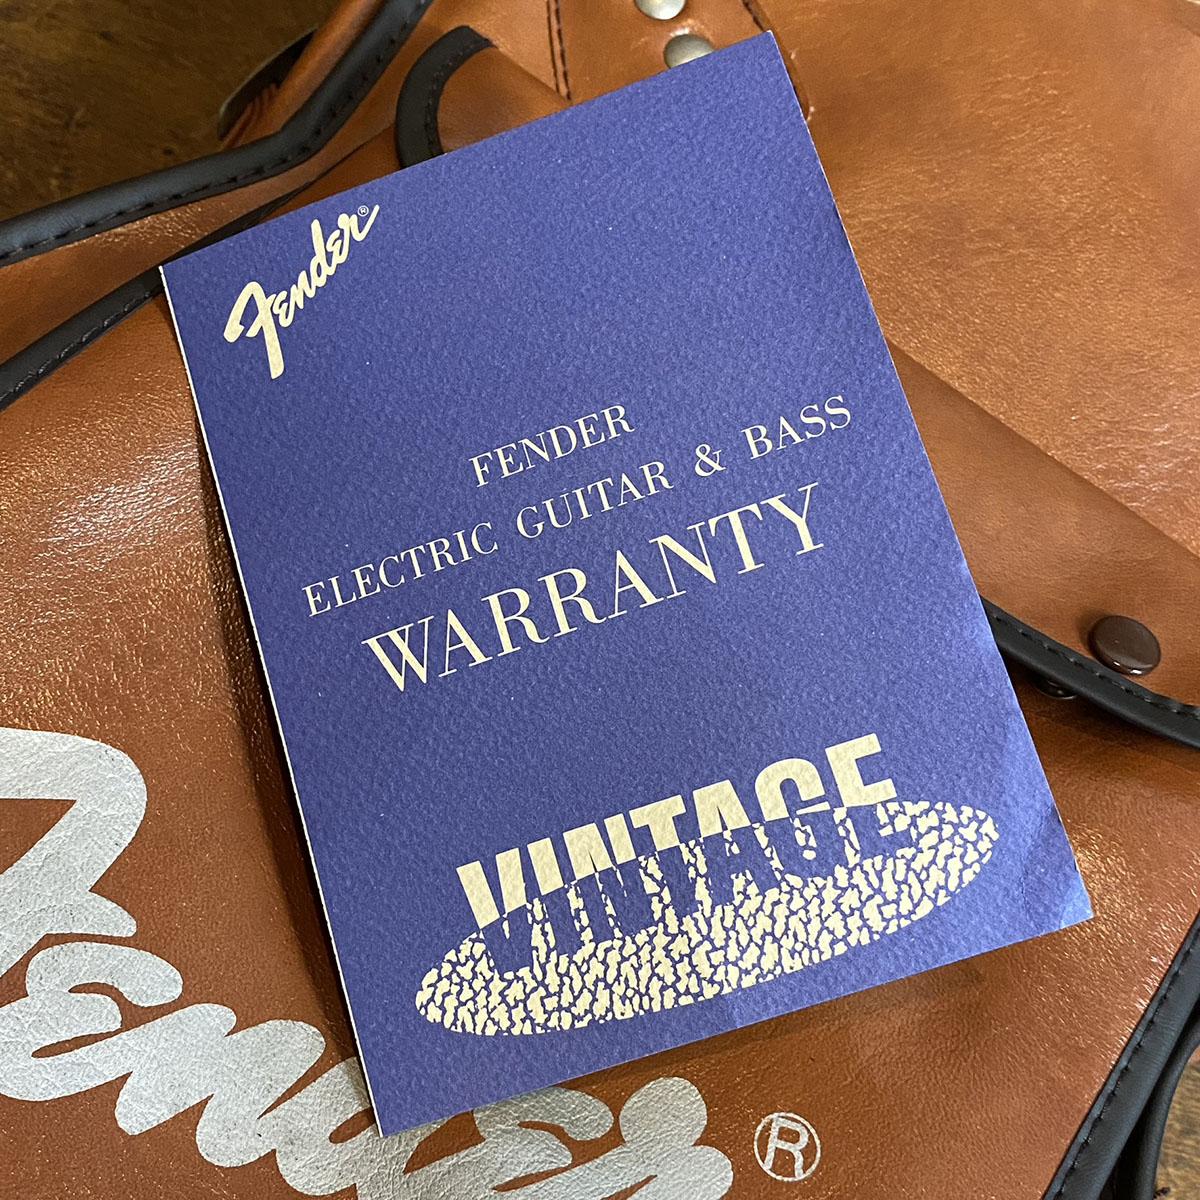 Fender®
FENDER
ELECTRIC GUITAR & BASS
WARRANTY
VINTAGE
Fender®